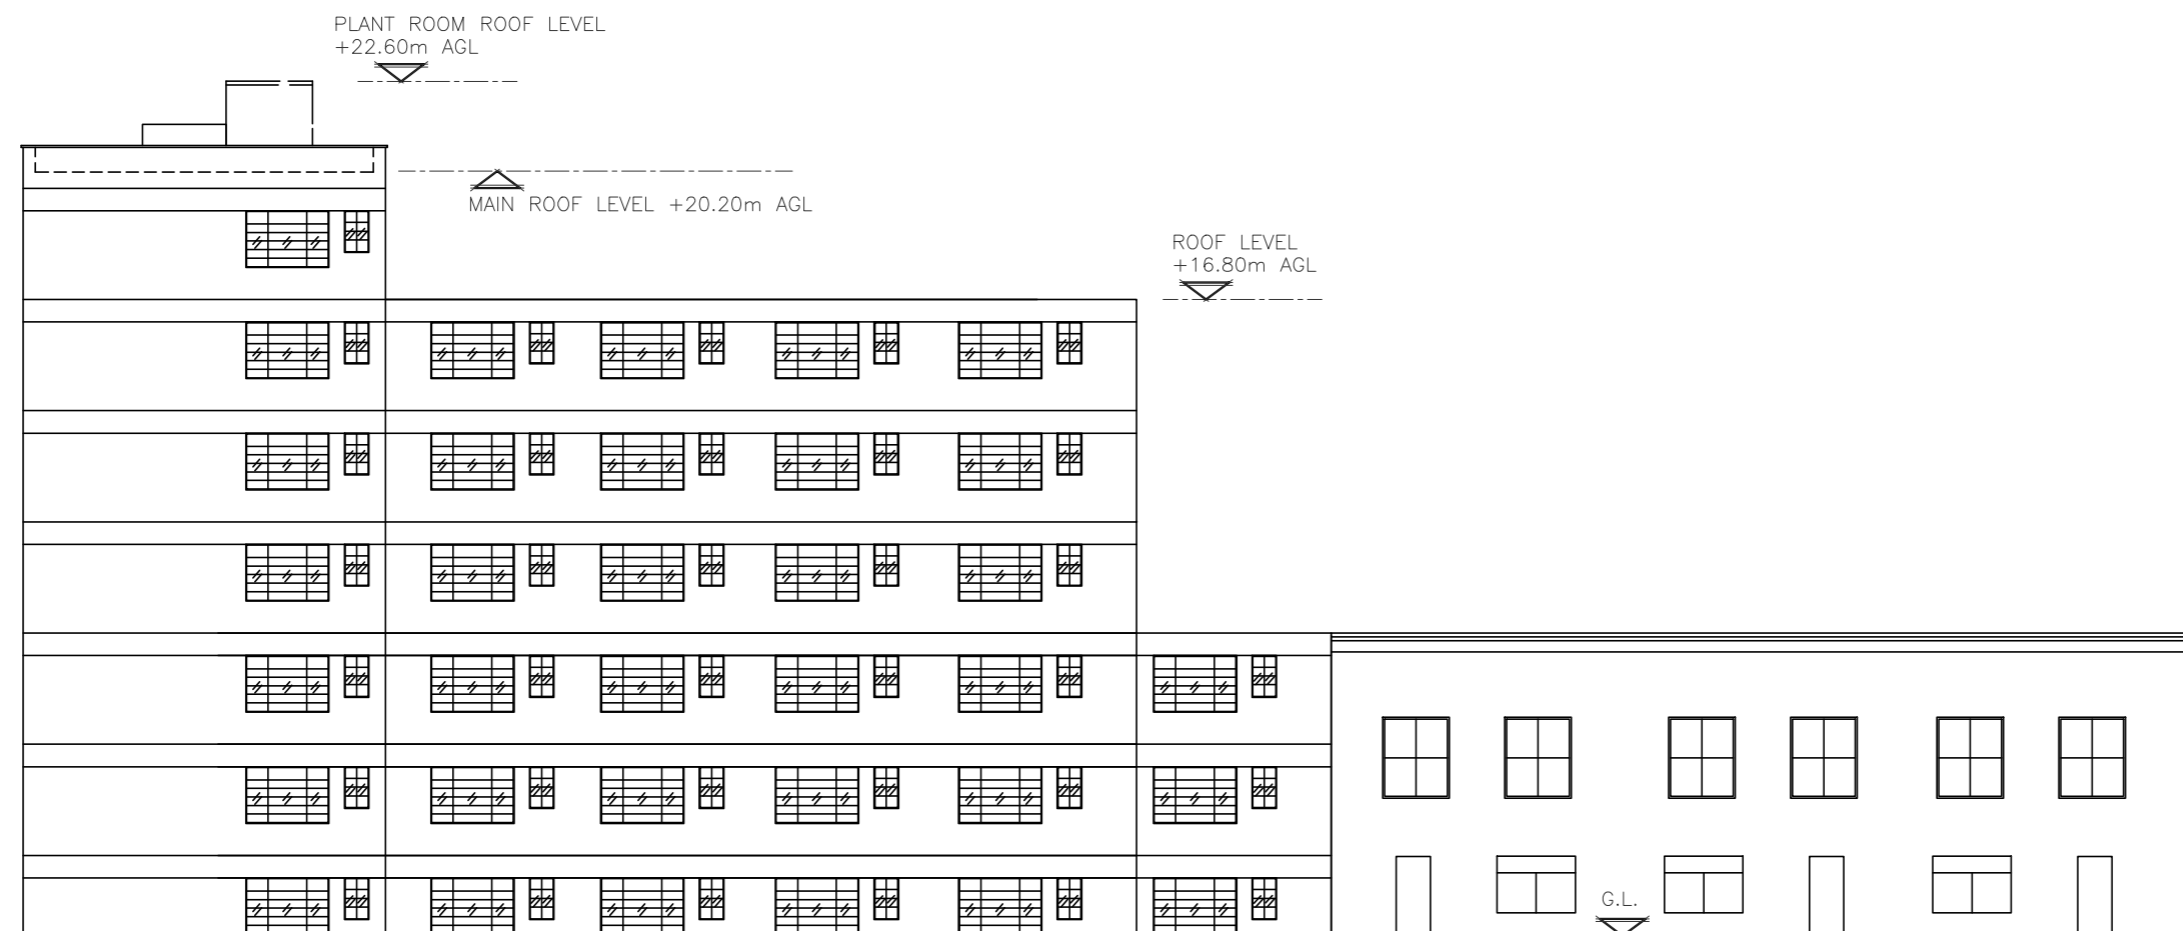 PLANT ROOM ROOF LEVEL
+22.60m AGL
MAIN ROOF LEVEL +20.20m AGL
ROOF LEVEL
+16.80m AGL
G.L.